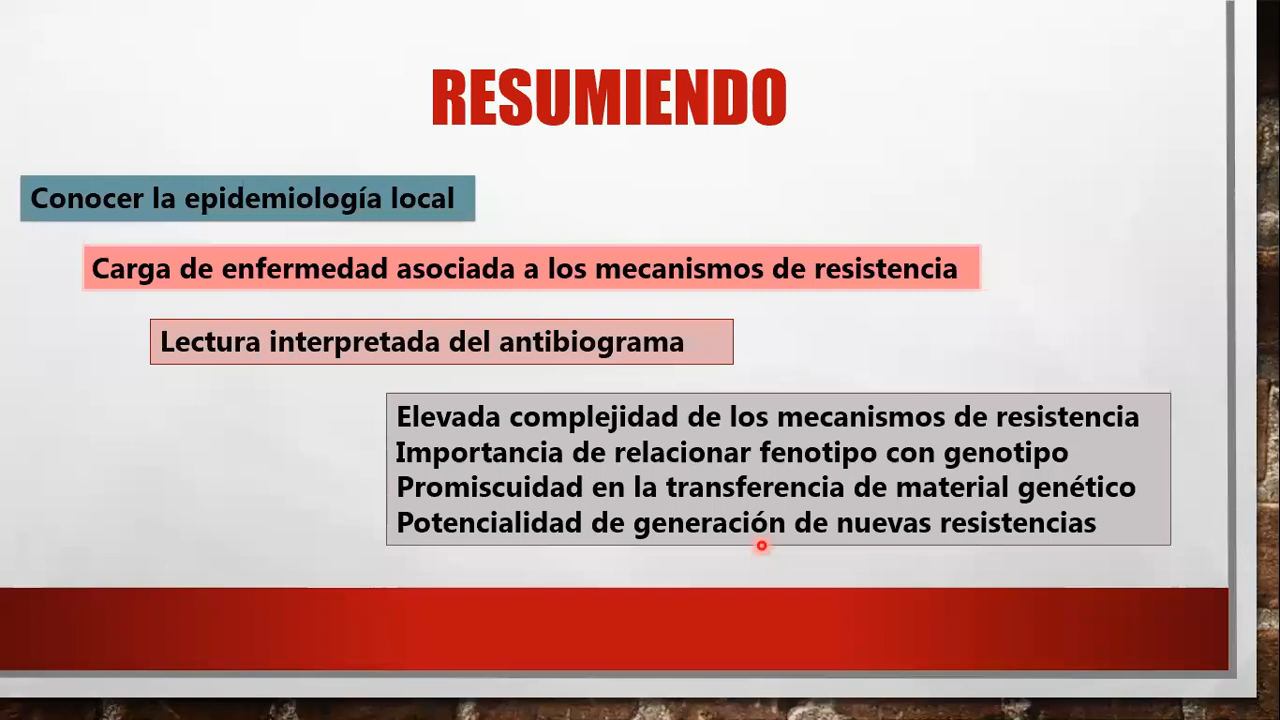 RESUMIENDO
Conocer la epidemiología local
Carga de enfermedad asociada a los mecanismos de resistencia
Lectura interpretada del antibiograma
Elevada complejidad de los mecanismos de resistencia
Importancia de relacionar fenotipo con genotipo
Promiscuidad en la transferencia de material genético
Potencialidad de generación de nuevas resistencias